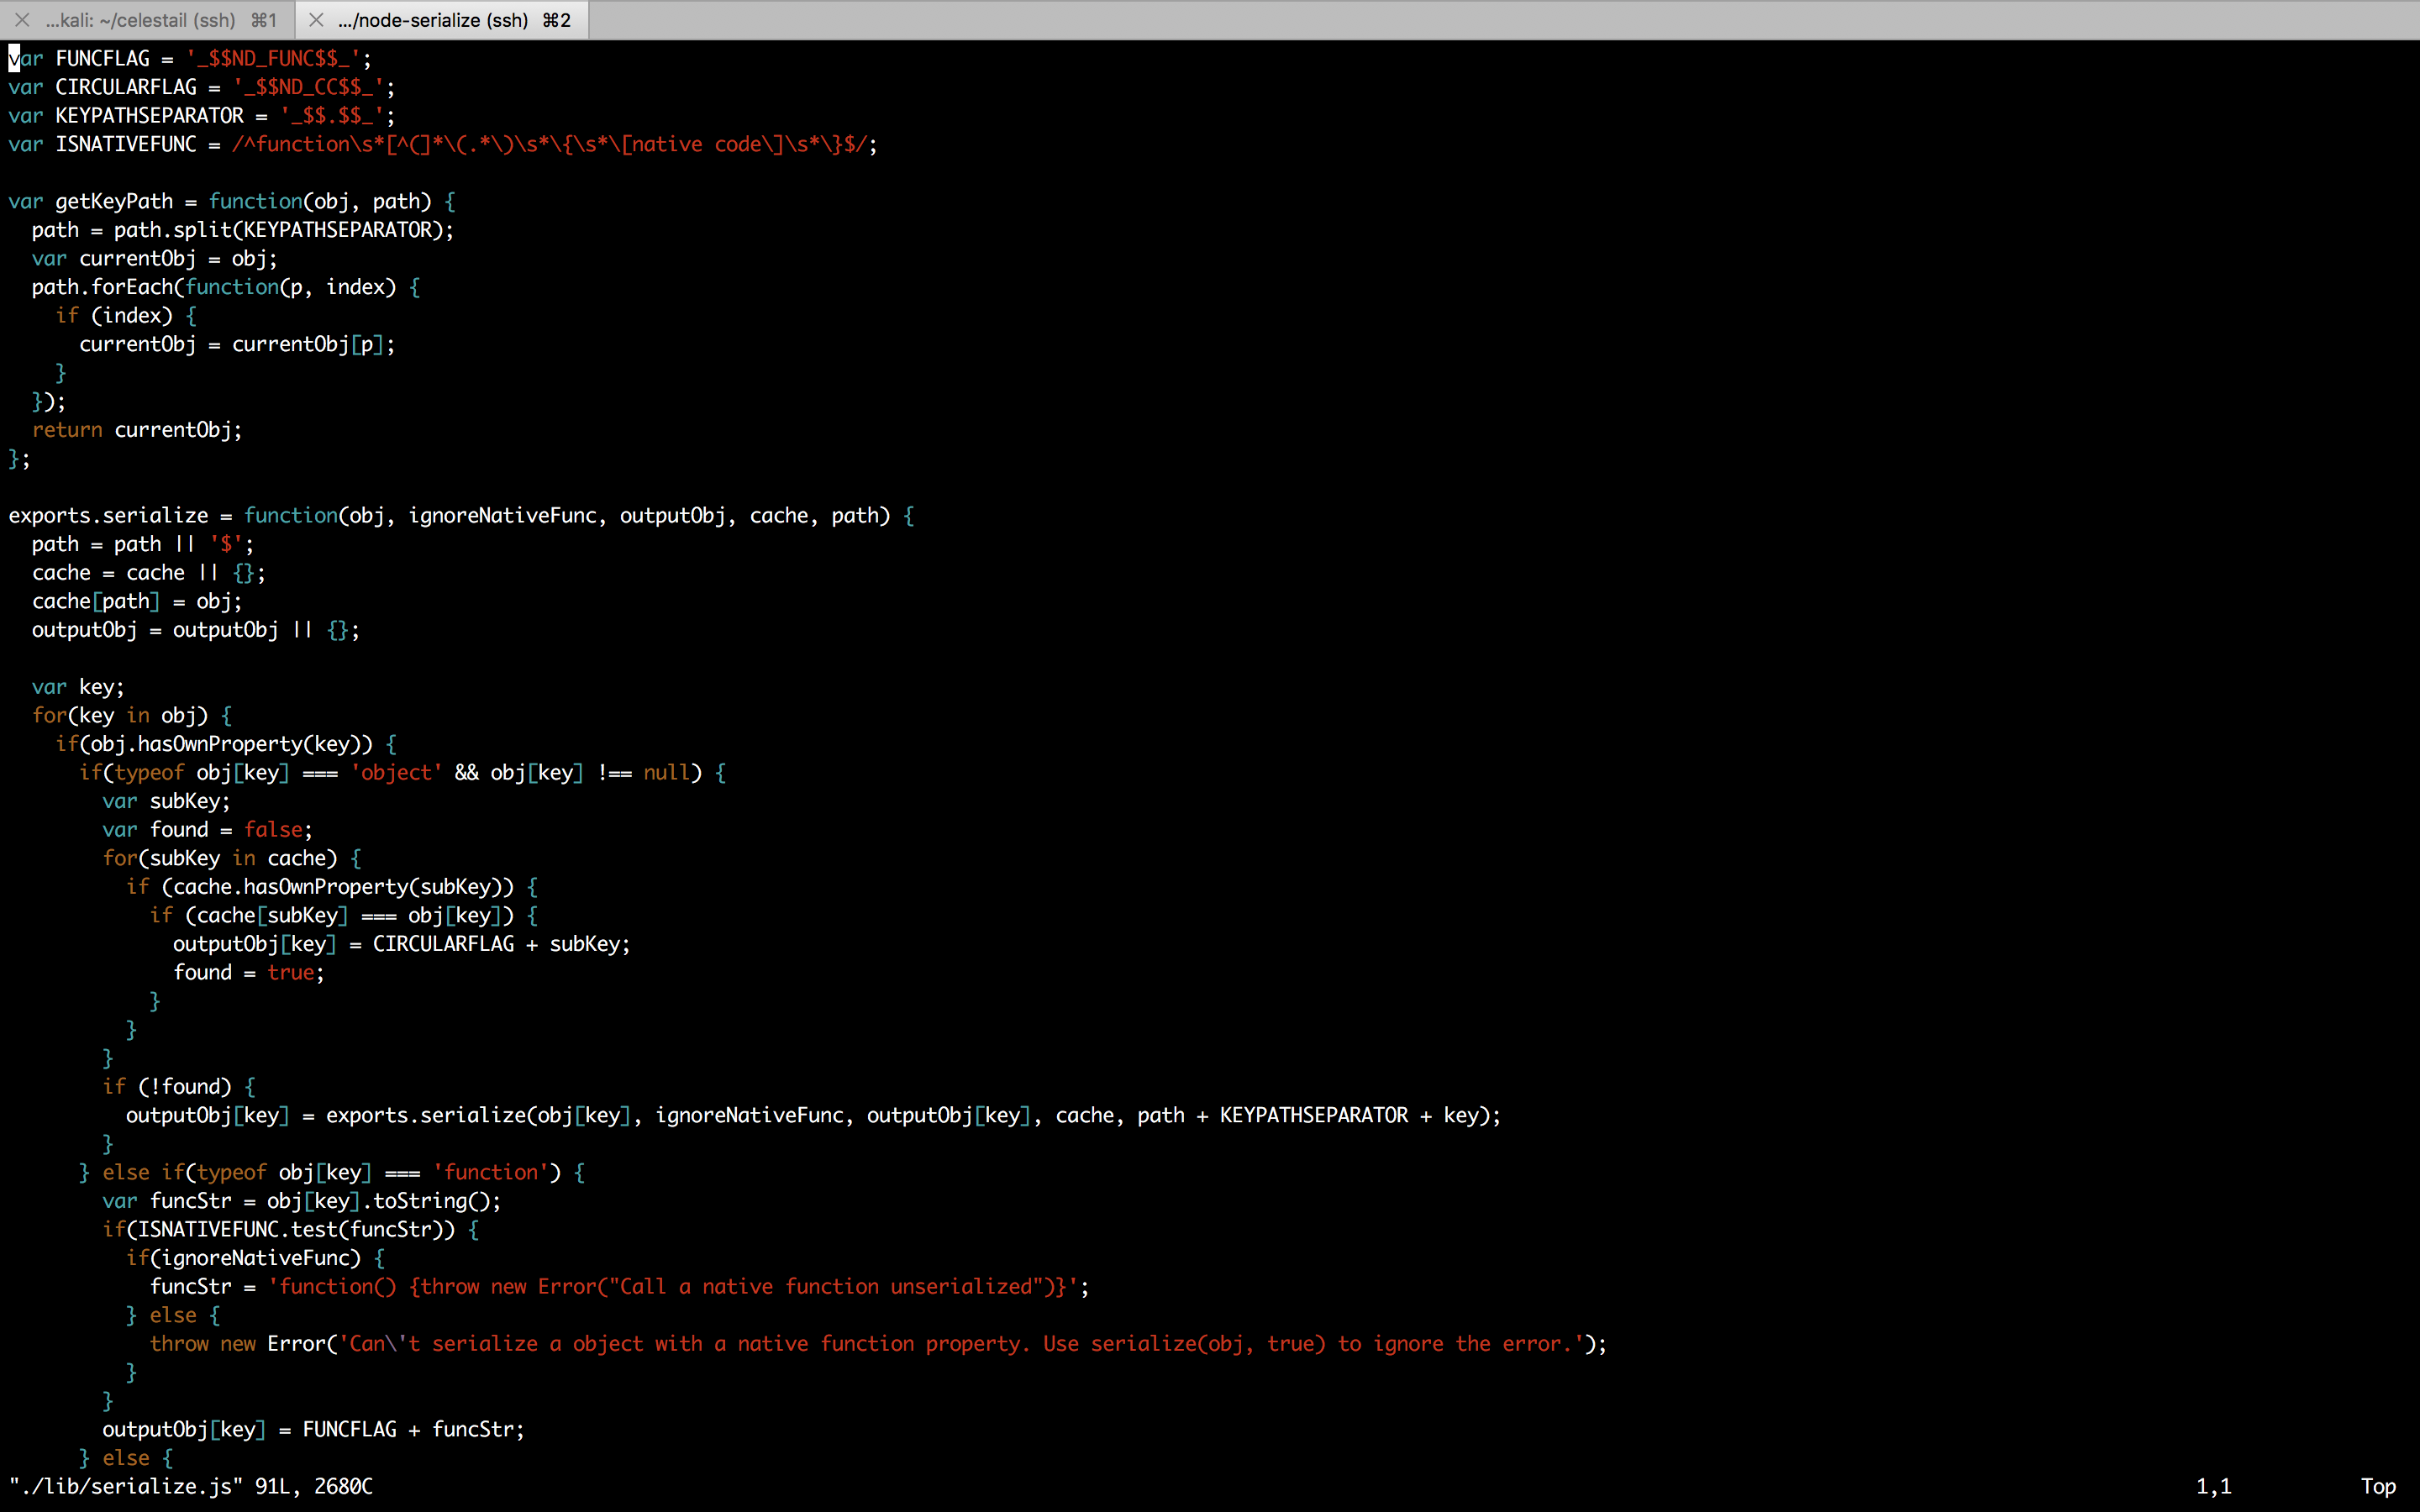 ...kali: ~/celestail (ssh) ⌘1 .../node-serialize (ssh) ⌘2
var FUNCFLAG = '_$$ND_FUNC$$_';
var CIRCULARFLAG = '_$$ND_CC$$_';
var KEYPATHSEPARATOR = '_$$.$$_';
var ISNATIVEFUNC = /^function\s*[^(]*\(.*\)\s*\{\s*\[native code\]\s*\}$/;

var getKeyPath = function(obj, path) {
  path = path.split(KEYPATHSEPARATOR);
  var currentObj = obj;
  path.forEach(function(p, index) {
    if (index) {
      currentObj = currentObj[p];
    }
  });
  return currentObj;
};

exports.serialize = function(obj, ignoreNativeFunc, outputObj, cache, path) {
  path = path || '$';
  cache = cache || {};
  cache[path] = obj;
  outputObj = outputObj || {};

  var key;
  for(key in obj) {
    if(obj.hasOwnProperty(key)) {
      if(typeof obj[key] === 'object' && obj[key] !== null) {
        var subKey;
        var found = false;
        for(subKey in cache) {
          if (cache.hasOwnProperty(subKey)) {
            if (cache[subKey] === obj[key]) {
              outputObj[key] = CIRCULARFLAG + subKey;
              found = true;
            }
          }
        }
        if (!found) {
          outputObj[key] = exports.serialize(obj[key], ignoreNativeFunc, outputObj[key], cache, path + KEYPATHSEPARATOR + key);
        }
      } else if(typeof obj[key] === 'function') {
        var funcStr = obj[key].toString();
        if(ISNATIVEFUNC.test(funcStr)) {
          if(ignoreNativeFunc) {
            funcStr = 'function() {throw new Error("Call a native function unserialized")}';
          } else {
            throw new Error('Can\'t serialize a object with a native function property. Use serialize(obj, true) to ignore the error.');
          }
        }
        outputObj[key] = FUNCFLAG + funcStr;
      } else {
"./lib/serialize.js" 91L, 2680C 1,1 Top